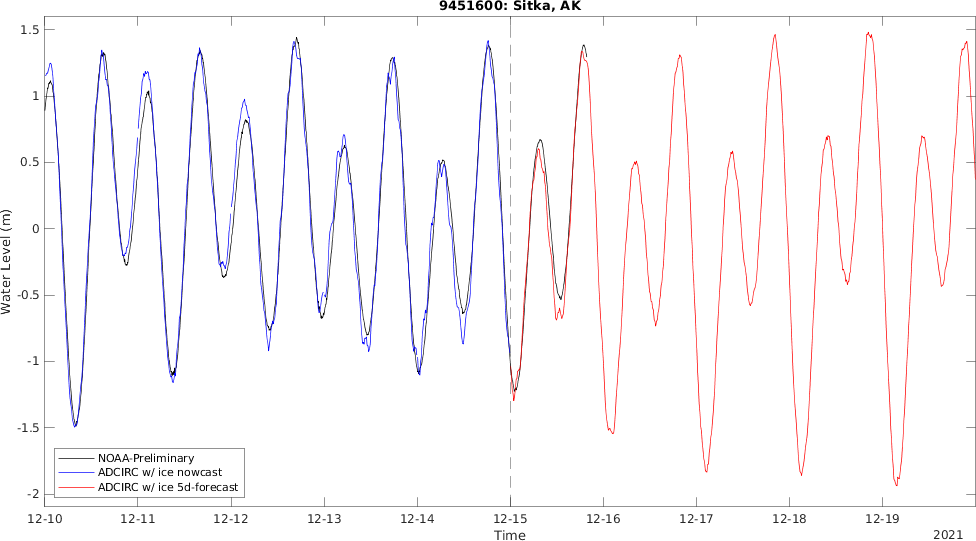 9451600: Sitka, AK
Water Level (m)
1.5
1
0.5
0
-0.5
-1
-1.5
-2
NOAA-Preliminary
ADCIRC w/ ice nowcast
ADCIRC w/ ice 5d-forecast
12-10 12-11 12-12 12-13 12-14 12-15 12-16 12-17 12-18 12-19
Time
2021